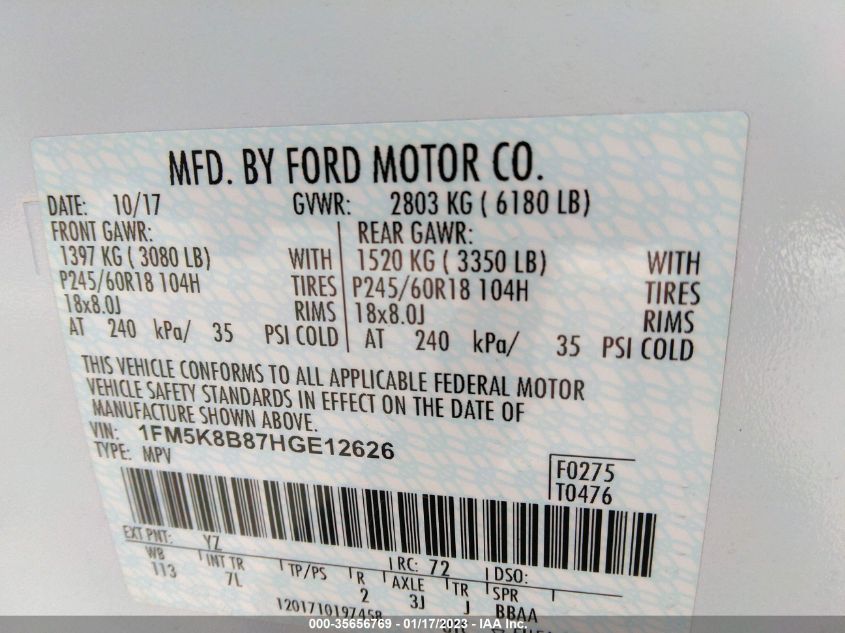 MFD. BY FORD MOTOR CO.
DATE: 10/17 GVWR: 2803 KG ( 6180 LB)
FRONT GAWR: REAR GAWR:
1397 KG ( 3080 LB) WITH 1520 KG ( 3350 LB) WITH
P245/60R18 104H TIRES P245/60R18 104H TIRES
18x8.0J RIMS 18x8.0J RIMS
AT 240 kPa/ 35 PSI COLD AT 240 kPa/ 35 PSI COLD
THIS VEHICLE CONFORMS TO ALL APPLICABLE FEDERAL MOTOR
VEHICLE SAFETY STANDARDS IN EFFECT ON THE DATE OF
MANUFACTURE SHOWN ABOVE.
VIN: 1FM5K8B87HGE12626
TYPE: MPV
F0275
T0476
EXT PNT: YZ RC: 72 DSO:
WB INT TR TP/PS R AXLE TR SPR
113 7L 2 3J J BBAA
1201710197458
000-35656769 - 01/17/2023 - IAA Inc.